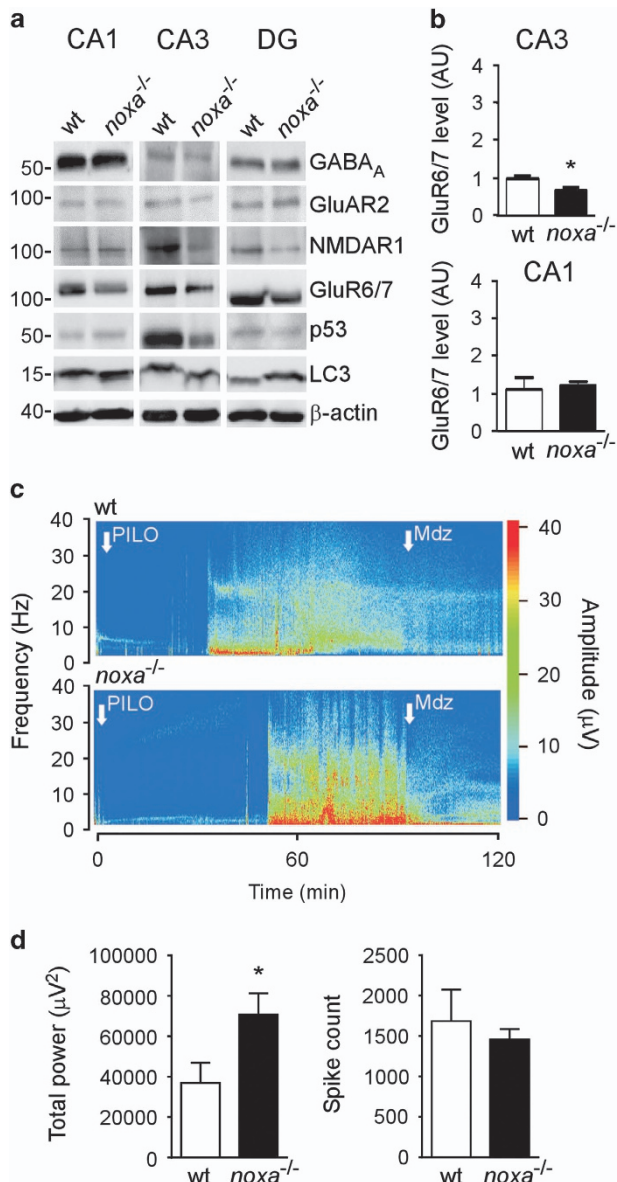 a
CA1 CA3 DG
wt noxa-/- wt noxa-/- wt noxa-/-
50- GABAA
100- GluAR2
100- NMDAR1
100- GluR6/7
50- p53
15- LC3
40- β-actin
b
CA3
GluR6/7 level (AU)
4
3
2
1
0
*
wt noxa-/-
CA1
GluR6/7 level (AU)
4
3
2
1
0
wt noxa-/-
c
wt
Frequency (Hz)
40
20
10
0
PILO Mdz
noxa-/-
40
20
10
0
PILO Mdz
0 60 120
Time (min)
40
30
10
0
Amplitude (µV)
d
Total power (µV2)
100000
80000
60000
40000
20000
0
*
wt noxa-/-
Spike count
2500
2000
1500
1000
500
0
wt noxa-/-